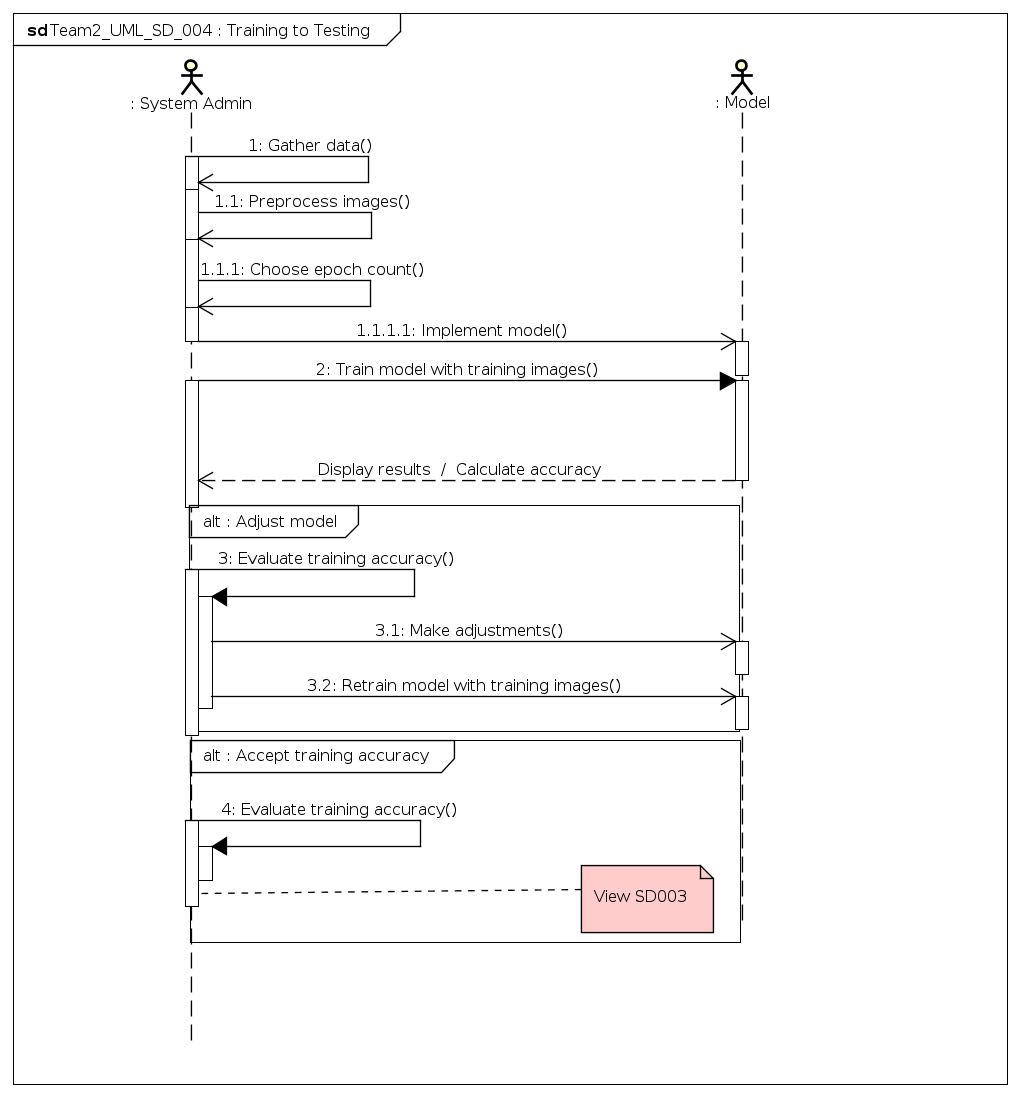 sd Team2_UML_SD_004 : Training to Testing
: System Admin
: Model
1: Gather data()
1.1: Preprocess images()
1.1.1: Choose epoch count()
1.1.1.1: Implement model()
2: Train model with training images()
Display results / Calculate accuracy
alt : Adjust model
3: Evaluate training accuracy()
3.1: Make adjustments()
3.2: Retrain model with training images()
alt : Accept training accuracy
4: Evaluate training accuracy()
View SD003